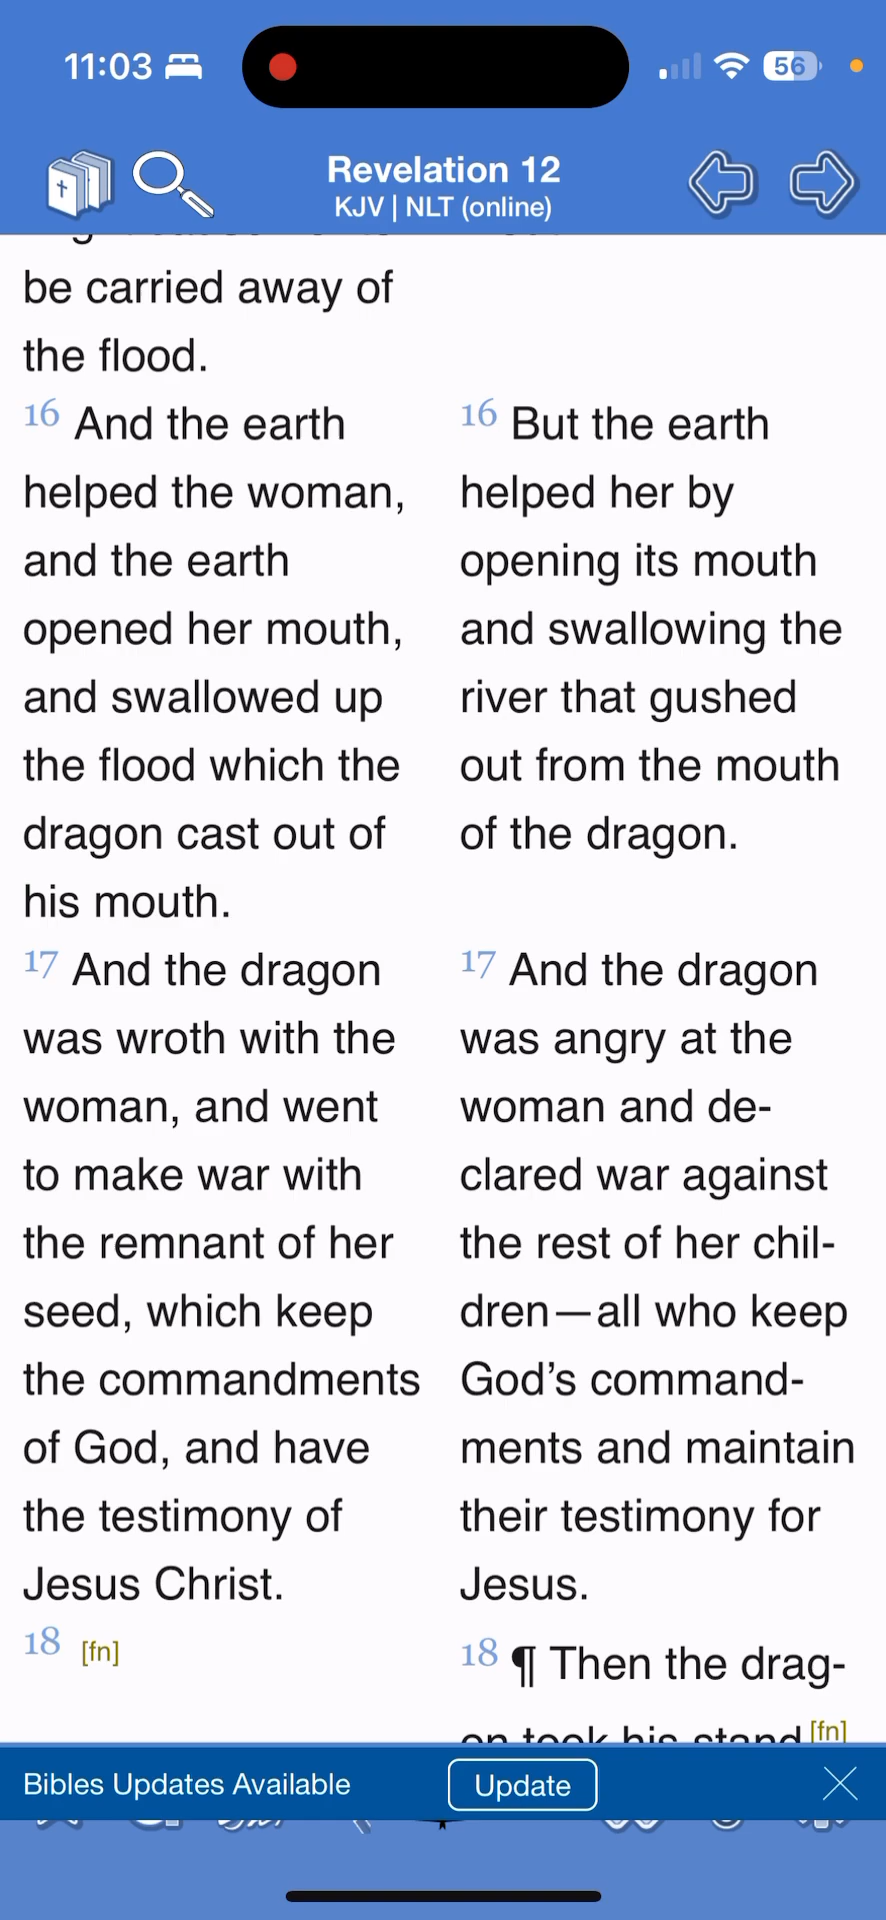 11:03
56
Revelation 12
KJV | NLT (online)
be carried away of
the flood.
16 And the earth
helped the woman,
and the earth
opened her mouth,
and swallowed up
the flood which the
dragon cast out of
his mouth.
17 And the dragon
was wroth with the
woman, and went
to make war with
the remnant of her
seed, which keep
the commandments
of God, and have
the testimony of
Jesus Christ.
18 [fn]
16 But the earth
helped her by
opening its mouth
and swallowing the
river that gushed
out from the mouth
of the dragon.
17 And the dragon
was angry at the
woman and de-
clared war against
the rest of her chil-
dren—all who keep
God’s command-
ments and maintain
their testimony for
Jesus.
18 ¶ Then the drag-
on took his stand [fn]
Bibles Updates Available
Update